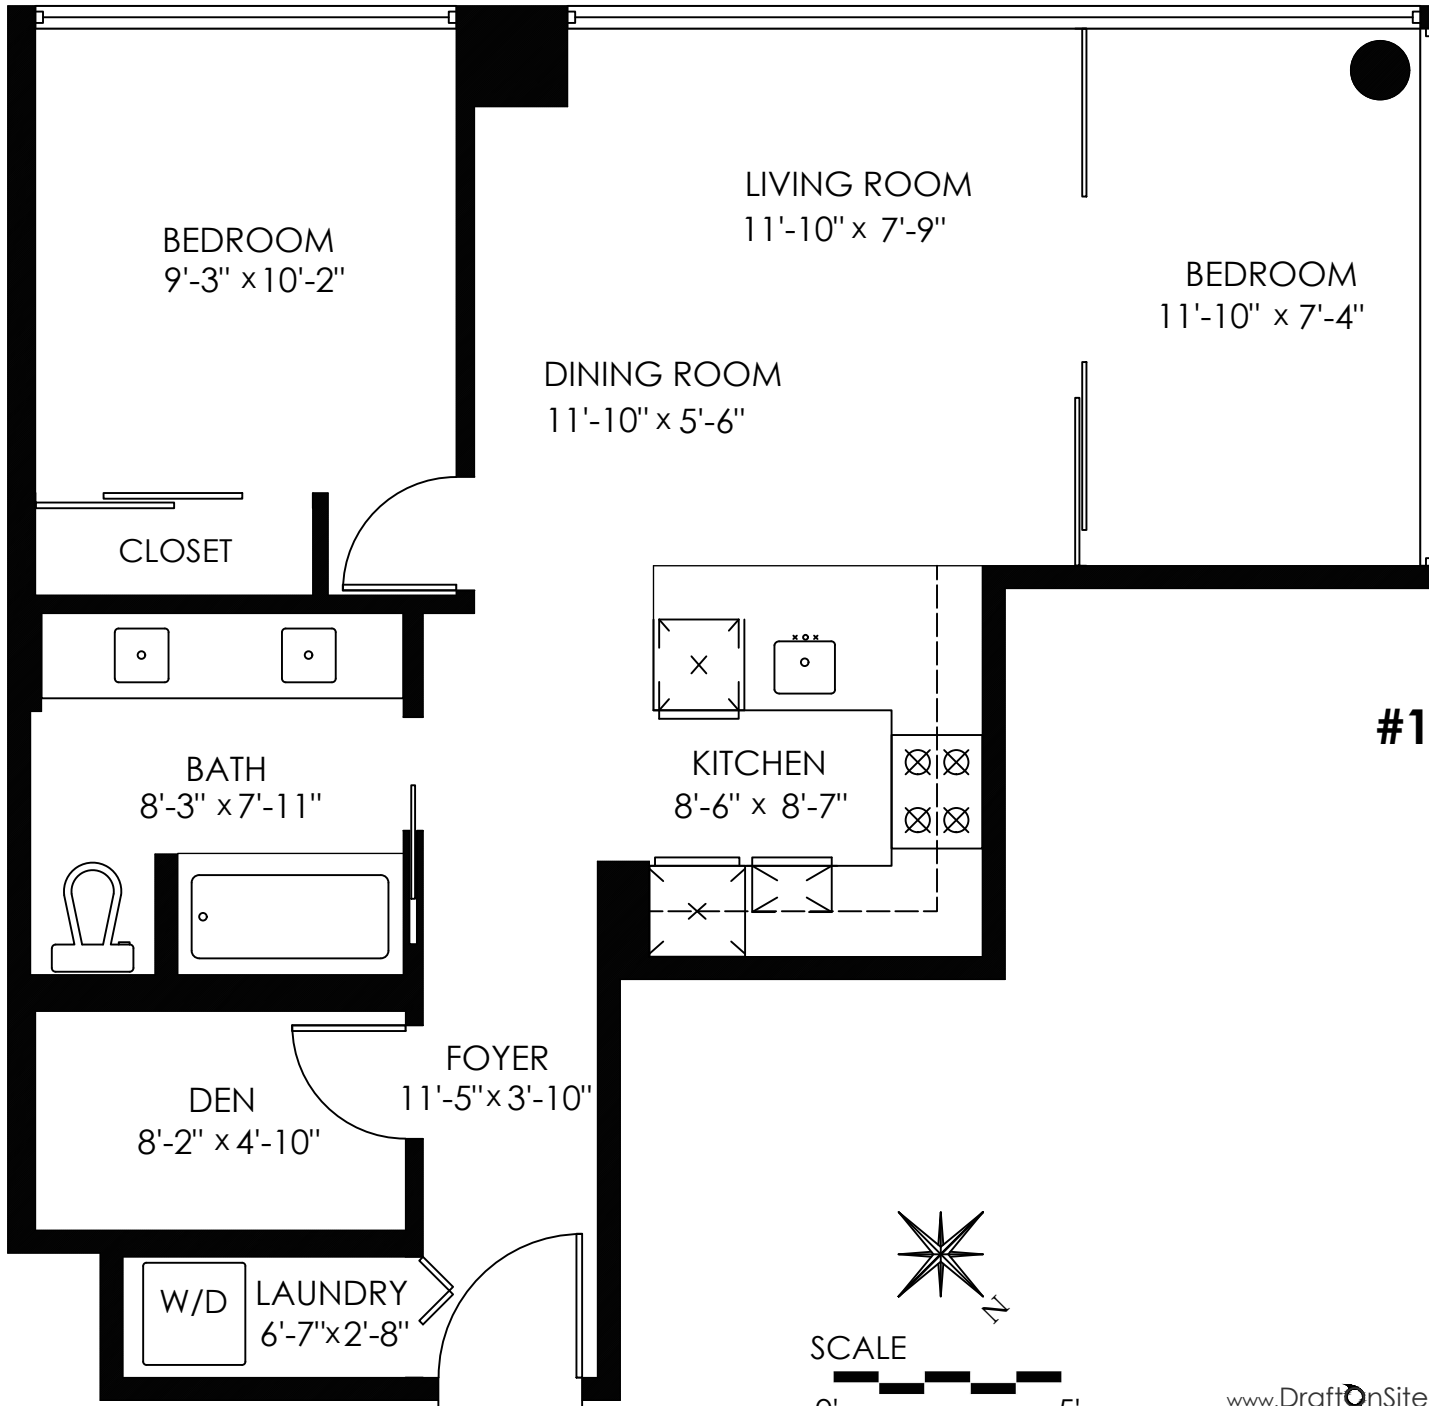 LIVING ROOM
11'-10" x 7'-9"
BEDROOM
9'-3" x 10'-2"
BEDROOM
11'-10" x 7'-4"
DINING ROOM
11'-10" x 5'-6"
CLOSET
#1
BATH
8'-3" x 7'-11"
KITCHEN
8'-6" x 8'-7"
FOYER
11'-5" x 3'-10"
DEN
8'-2" x 4'-10"
W/D
LAUNDRY
6'-7" x 2'-8"
N
SCALE
0' 5'
www.DraftOnSite